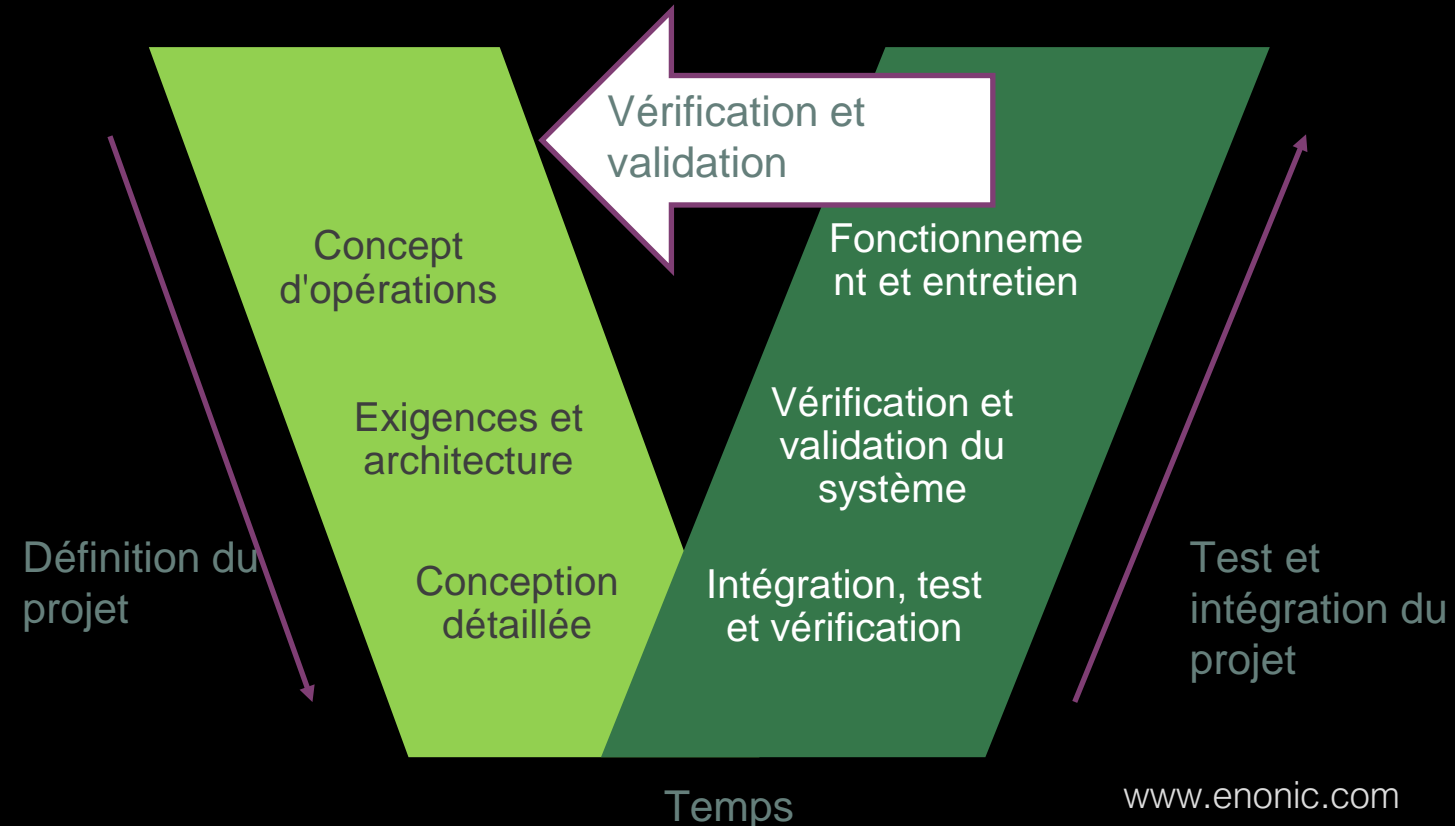 Vérification et
validation
Concept
d'opérations
Exigences et
architecture
Conception
détaillée
Fonctionneme
nt et entretien
Vérification et
validation du
système
Intégration, test
et vérification
Définition du
projet
Test et
intégration du
projet
Temps
www.enonic.com